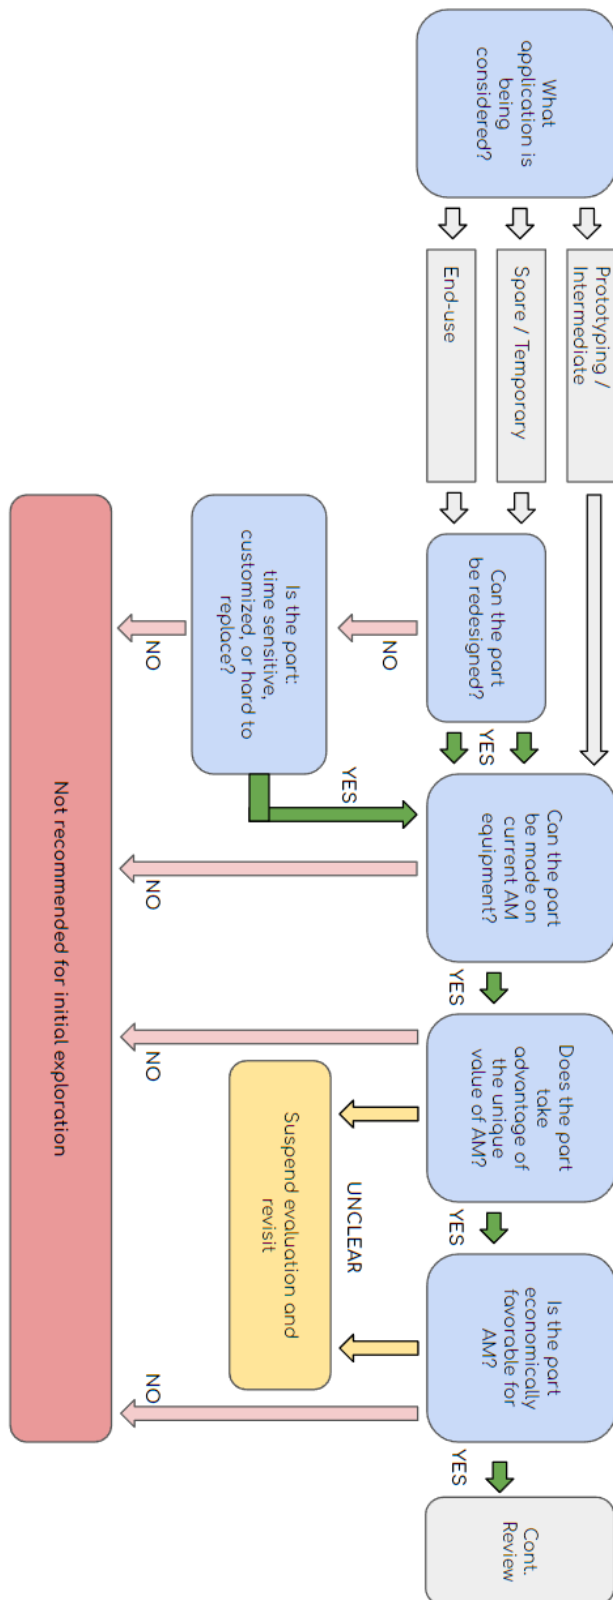 What
application is
being
considered?
Prototyping /
Intermediate
Spare / Temporary
End-use
Can the part
be redesigned?
YES
NO
Is the part:
time sensitive,
customized, or hard to
replace?
YES
NO
Can the part
be made on
current AM
equipment?
YES
NO
Does the part
take
advantage of
the unique
value of AM?
YES
NO
UNCLEAR
Suspend evaluation and
revisit
Is the part
economically
favorable for
AM?
YES
NO
Cont.
Review
Not recommended for initial exploration